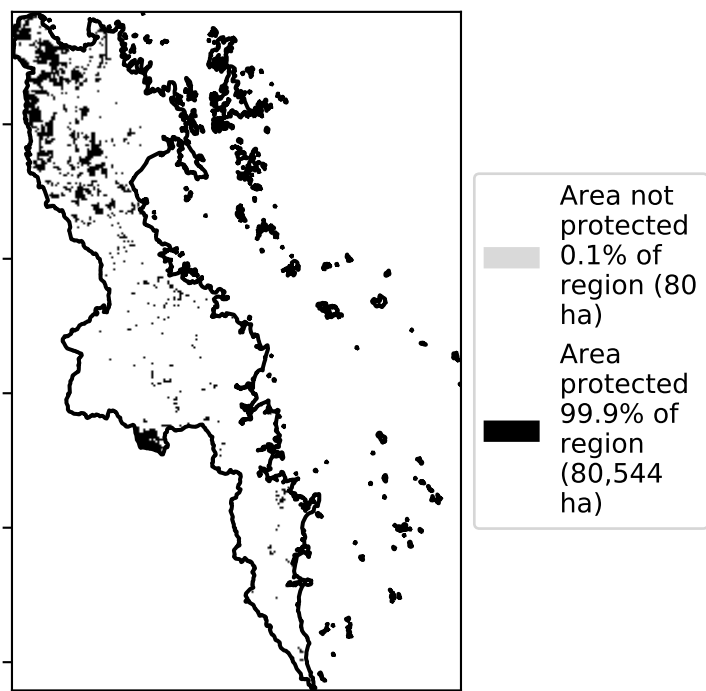 Area not
protected
0.1% of
region (80
ha)
Area
protected
99.9% of
region
(80,544
ha)